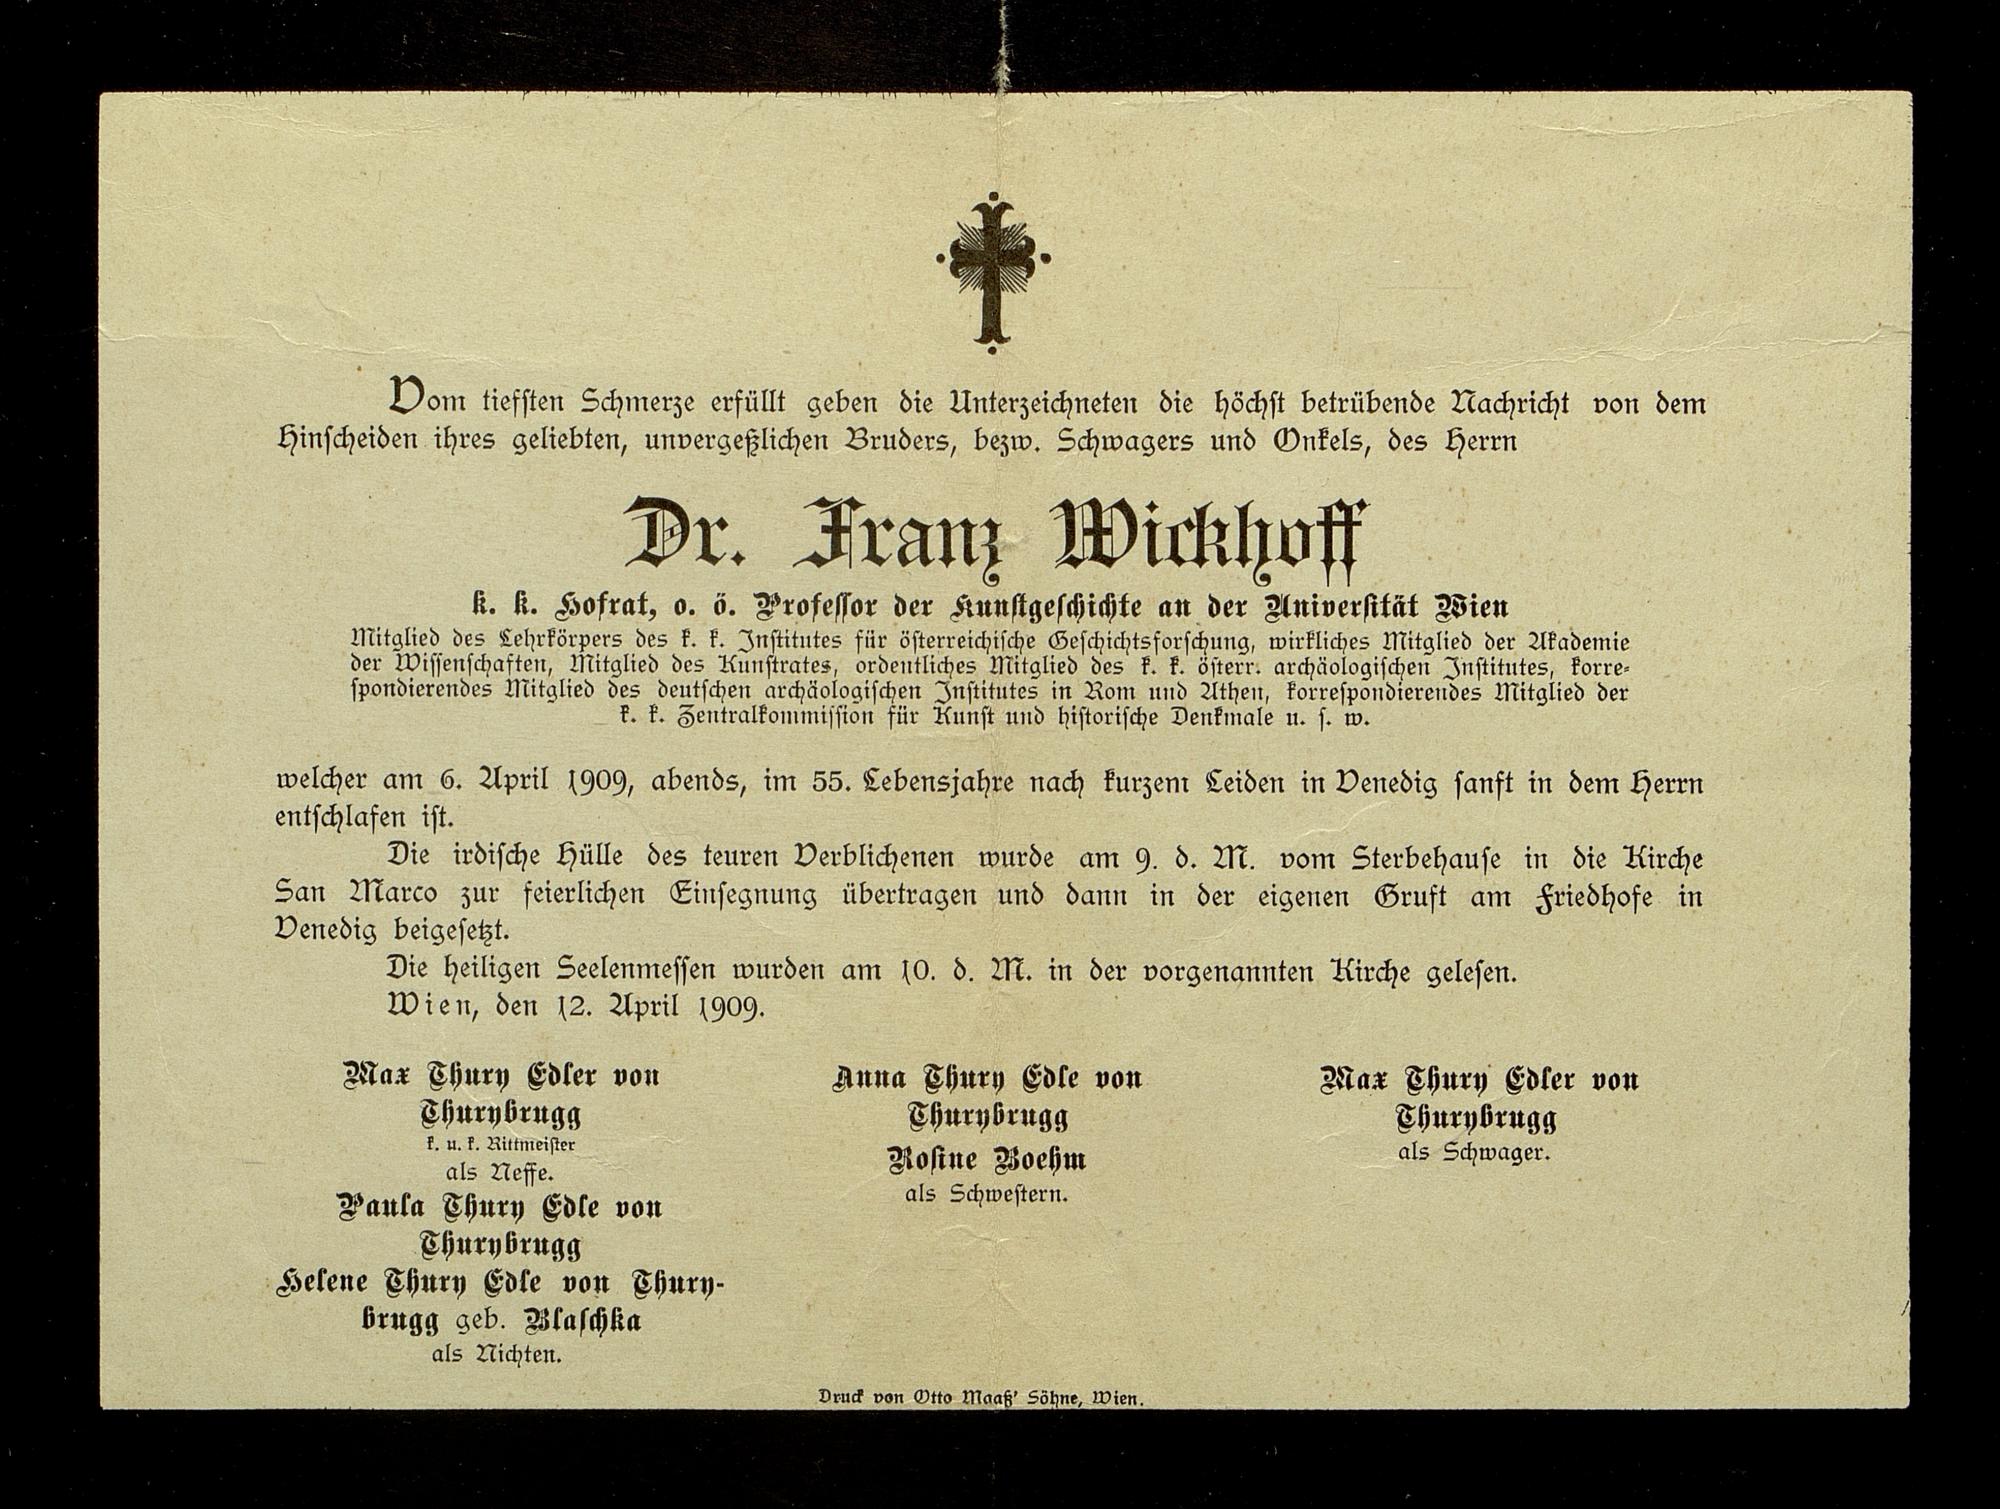 Vom tiefsten Schmerze erfüllt geben die Unterzeichneten die höchst betrübende Nachricht von dem
Hinscheiden ihres geliebten, unvergeßlichen Bruders, bezw. Schwagers und Onkels, des Herrn
Dr. Franz Wickhoff
k. k. Hofrat, o. ö. Professor der Kunstgeschichte an der Universität Wien
Mitglied des Lehrkörpers des k. k. Institutes für österreichische Geschichtsforschung, wirkliches Mitglied der Akademie
der Wissenschaften, Mitglied des Kunstrates, ordentliches Mitglied des k. k. österr. archäologischen Institutes, korre-
spondierendes Mitglied des deutschen archäologischen Institutes in Rom und Athen, korrespondierendes Mitglied der
k. k. Zentralkommission für Kunst und historische Denkmale u. s. w.
welcher am 6. April 1909, abends, im 55. Lebensjahre nach kurzem Leiden in Venedig sanft in dem Herrn
entschlafen ist.
Die irdische Hülle des teuren Verblichenen wurde am 9. d. M. vom Sterbehause in die Kirche
San Marco zur feierlichen Einsegnung übertragen und dann in der eigenen Gruft am Friedhofe in
Venedig beigesetzt.
Die heiligen Seelenmessen wurden am 10. d. M. in der vorgenannten Kirche gelesen.
Wien, den 12. April 1909.
Max Thury Edler von
Thurybrugg
k. u. k. Rittmeister
als Neffe.
Paula Thury Edle von
Thurybrugg
Helene Thury Edle von Thury-
brugg geb. Blaschka
als Nichten.
Anna Thury Edle von
Thurybrugg
Rosine Boehm
als Schwestern.
Max Thury Edler von
Thurybrugg
als Schwager.
Druck von Otto Maaß' Söhne, Wien.